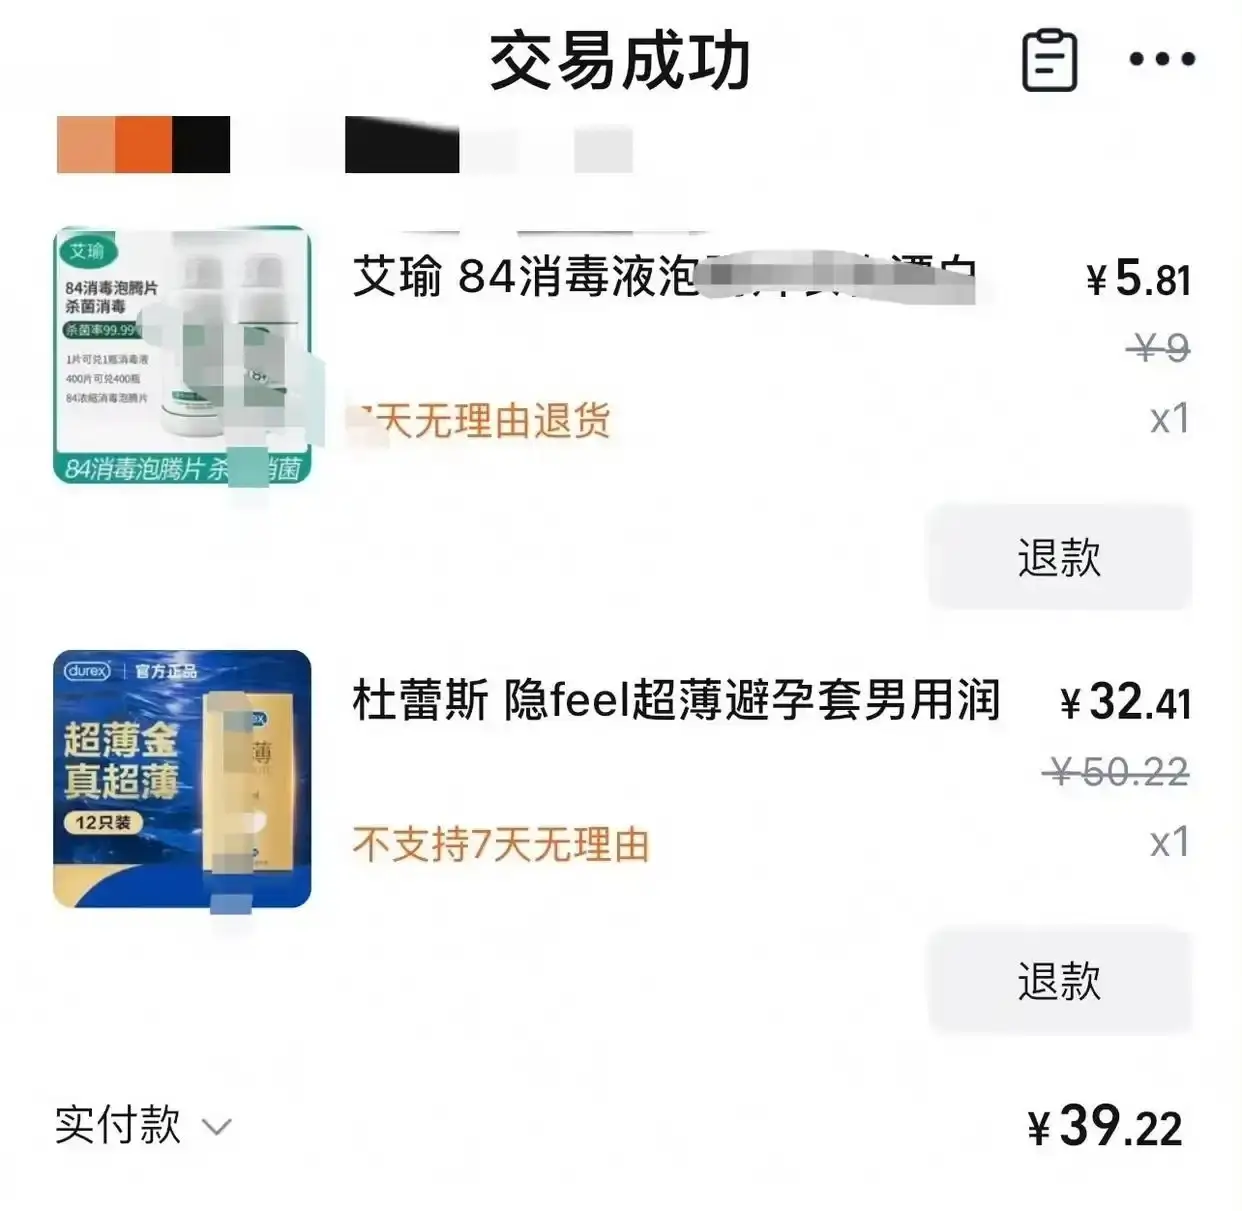 交易成功
艾瑜
84消毒泡腾片
杀菌消毒
杀菌率99.99%
1片可兑1瓶消毒液
400片可兑400瓶
84浓缩消毒泡腾片
84消毒泡腾片 杀 消菌
艾瑜 84消毒液泡
¥5.81
¥9
7天无理由退货
x1
退款
durex | 官方正品
超薄金
真超薄
12只装
薄
杜蕾斯 隐feel超薄避孕套男用润
¥32.41
¥50.22
不支持7天无理由
x1
退款
实付款
¥39.22